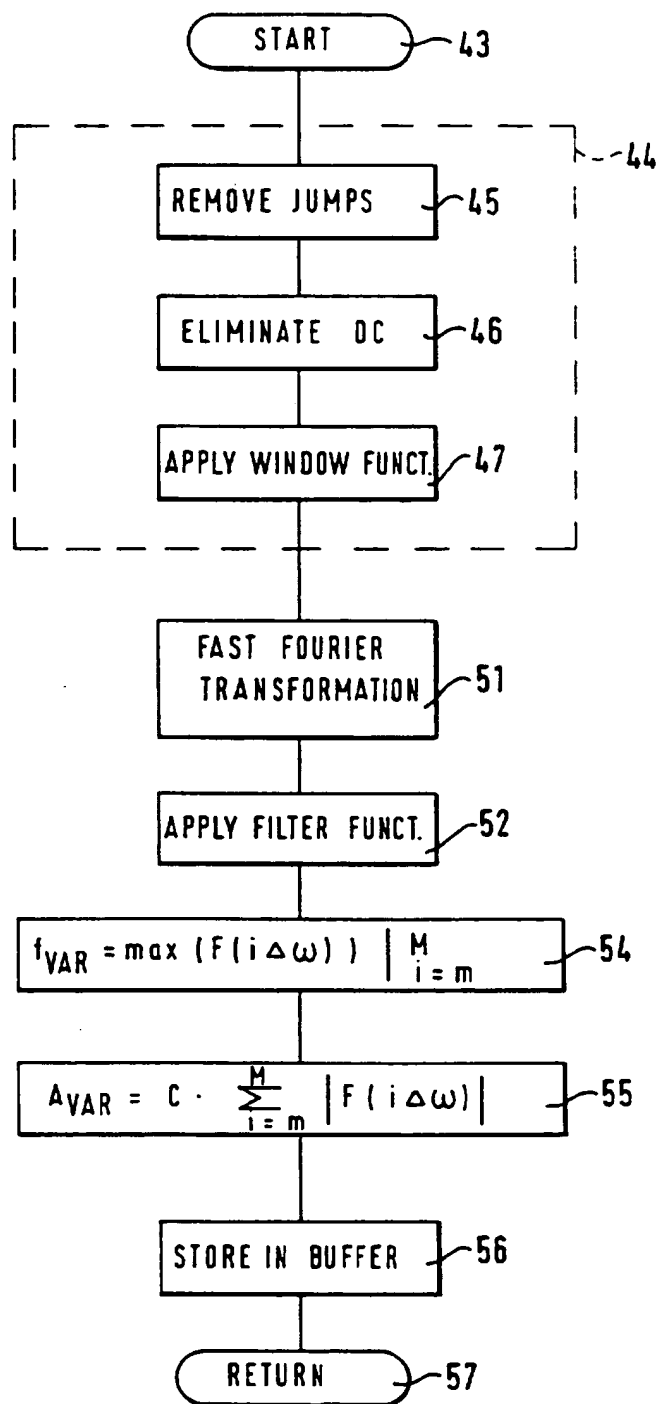 START 43
44
REMOVE JUMPS 45
ELIMINATE DC 46
APPLY WINDOW FUNCT. 47
FAST FOURIER
TRANSFORMATION 51
APPLY FILTER FUNCT. 52
f_VAR = max (F(iΔω)) | M i = m 54
A_VAR = C · M Σ i = m |F(iΔω)| 55
STORE IN BUFFER 56
RETURN 57